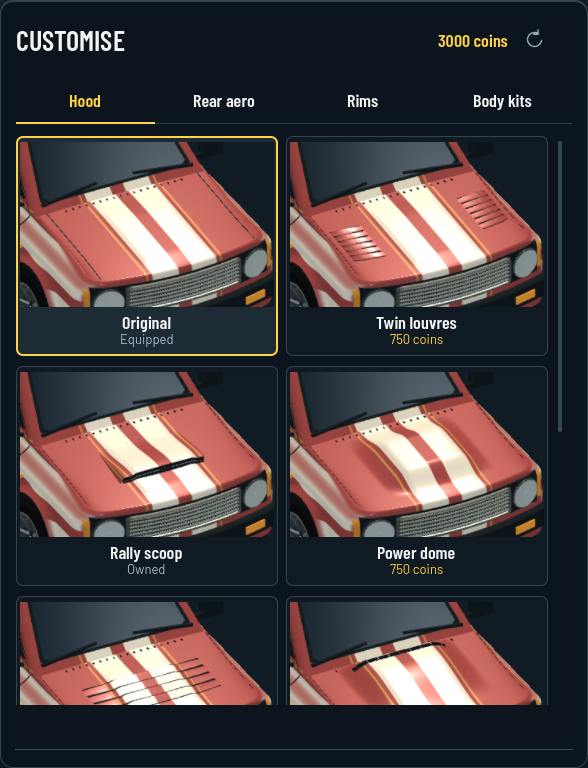 CUSTOMISE
3000 coins
Hood
Rear aero
Rims
Body kits
Original
Equipped
Twin louvres
750 coins
Rally scoop
Owned
Power dome
750 coins